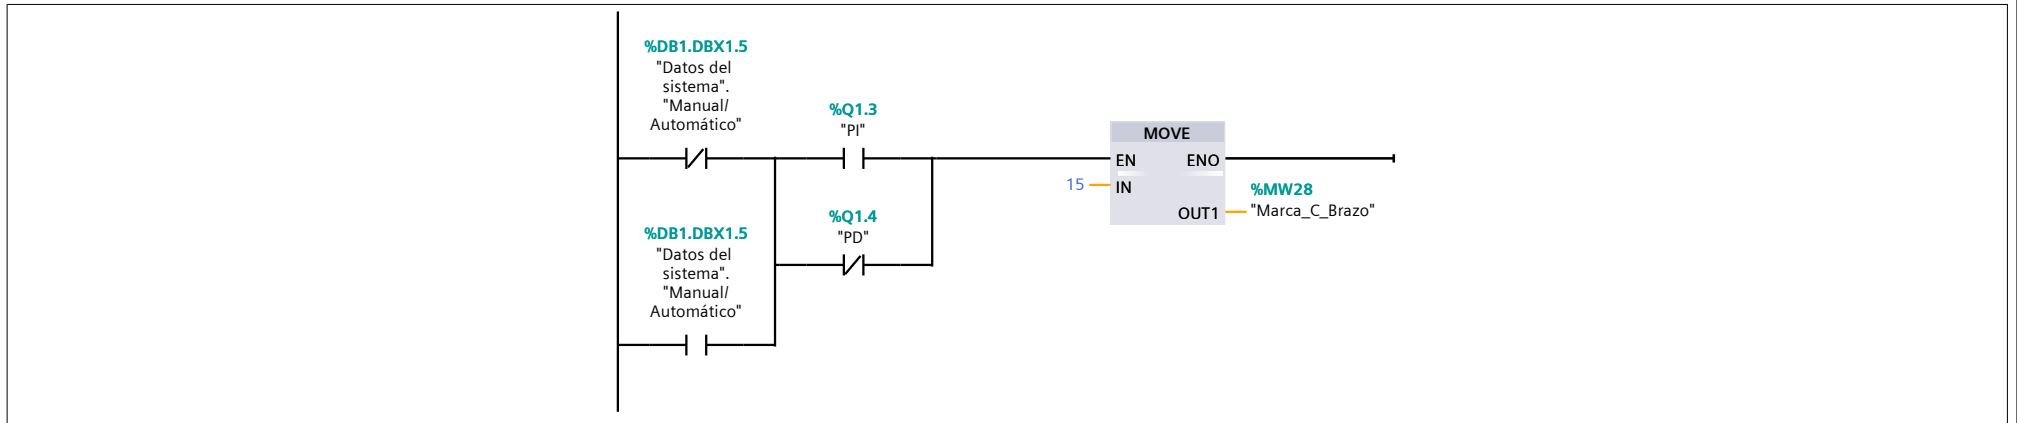 %DB1.DBX1.5
"Datos del
sistema".
"Manual/
Automático"
%Q1.3
"PI"
MOVE
EN ENO
15 IN
%MW28
OUT1 "Marca_C_Brazo"
%Q1.4
"PD"
%DB1.DBX1.5
"Datos del
sistema".
"Manual/
Automático"